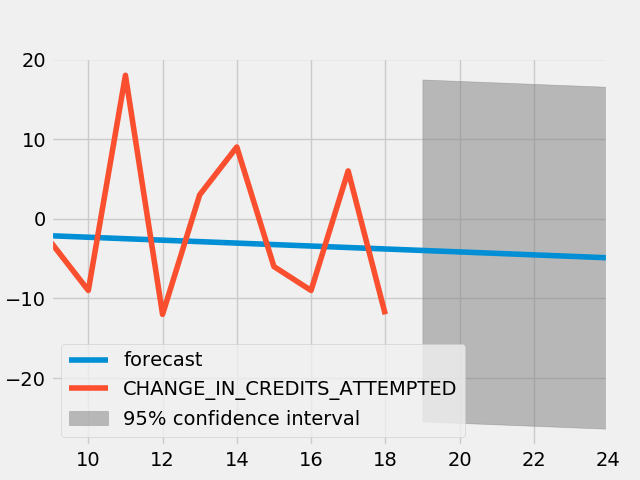 20
10
0
−10
−20
forecast
CHANGE_IN_CREDITS_ATTEMPTED
95% confidence interval
10 12 14 16 18 20 22 24